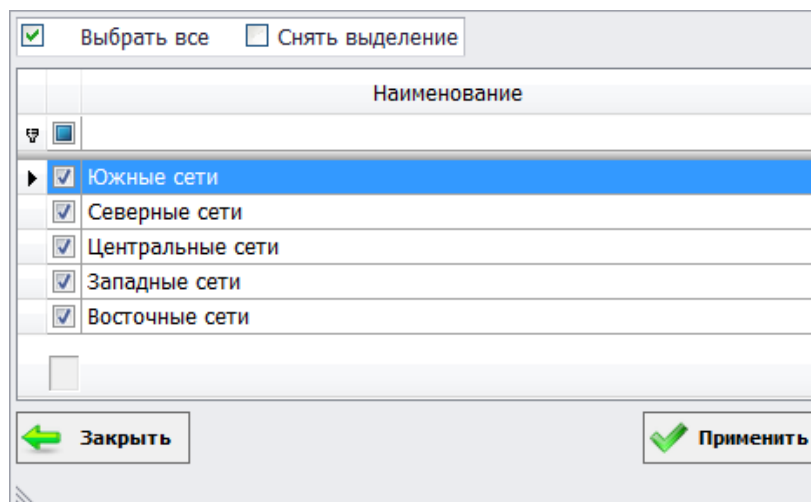 Выбрать все Снять выделение
Наименование
Южные сети
Северные сети
Центральные сети
Западные сети
Восточные сети
Закрыть Применить